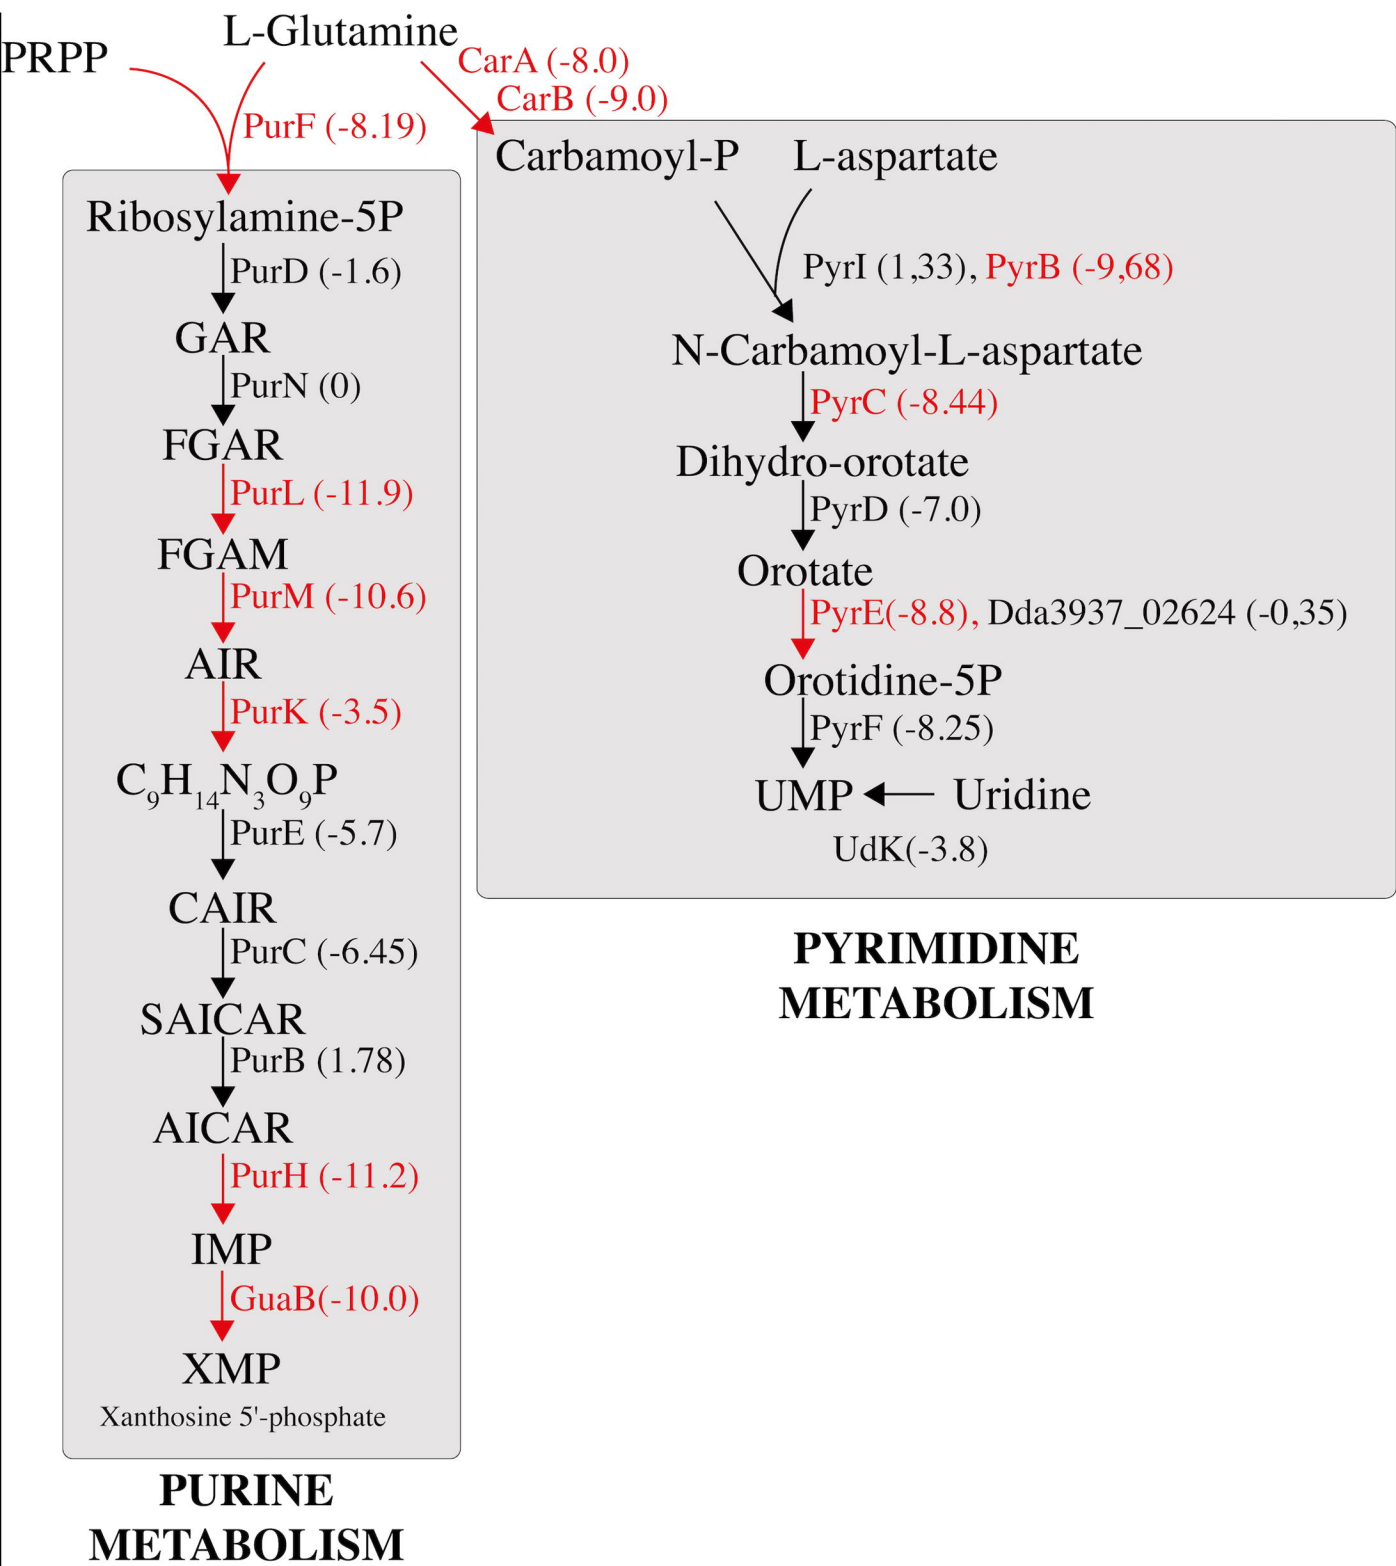 L-Glutamine
PRPP
CarA (-8.0)
CarB (-9.0)
PurF (-8.19)
Ribosylamine-5P
PurD (-1.6)
GAR
PurN (0)
FGAR
PurL (-11.9)
FGAM
PurM (-10.6)
AIR
PurK (-3.5)
C9H14N3O9P
PurE (-5.7)
CAIR
PurC (-6.45)
SAICAR
PurB (1.78)
AICAR
PurH (-11.2)
IMP
GuaB(-10.0)
XMP
Xanthosine 5'-phosphate
PURINE
METABOLISM
Carbamoyl-P L-aspartate
PyrI (1,33), PyrB (-9,68)
N-Carbamoyl-L-aspartate
PyrC (-8.44)
Dihydro-orotate
PyrD (-7.0)
Orotate
PyrE(-8.8), Dda3937_02624 (-0,35)
Orotidine-5P
PyrF (-8.25)
UMP Uridine
UdK(-3.8)
PYRIMIDINE
METABOLISM